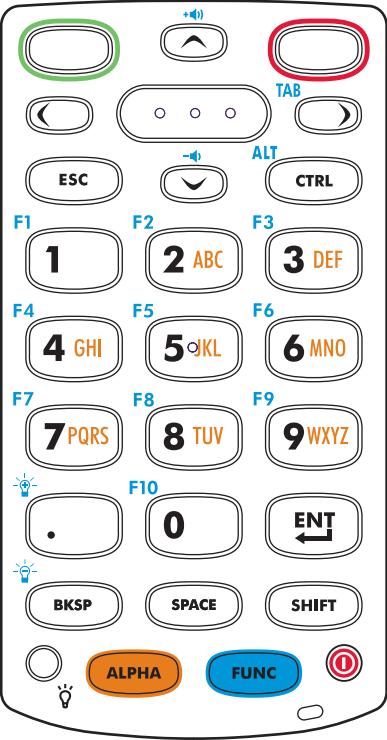 TAB
ALT
ESC CTRL
F1 F2 F3
1 2 ABC 3 DEF
F4 F5 F6
4 GHI 5 JKL 6 MNO
F7 F8 F9
7 PQRS 8 TUV 9 WXYZ
F10
. 0 ENT
BKSP SPACE SHIFT
ALPHA FUNC